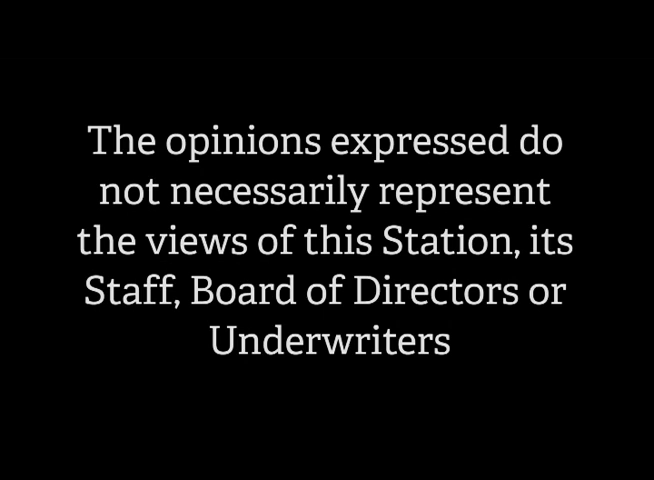 The opinions expressed do
not necessarily represent
the views of this Station, its
Staff, Board of Directors or
Underwriters